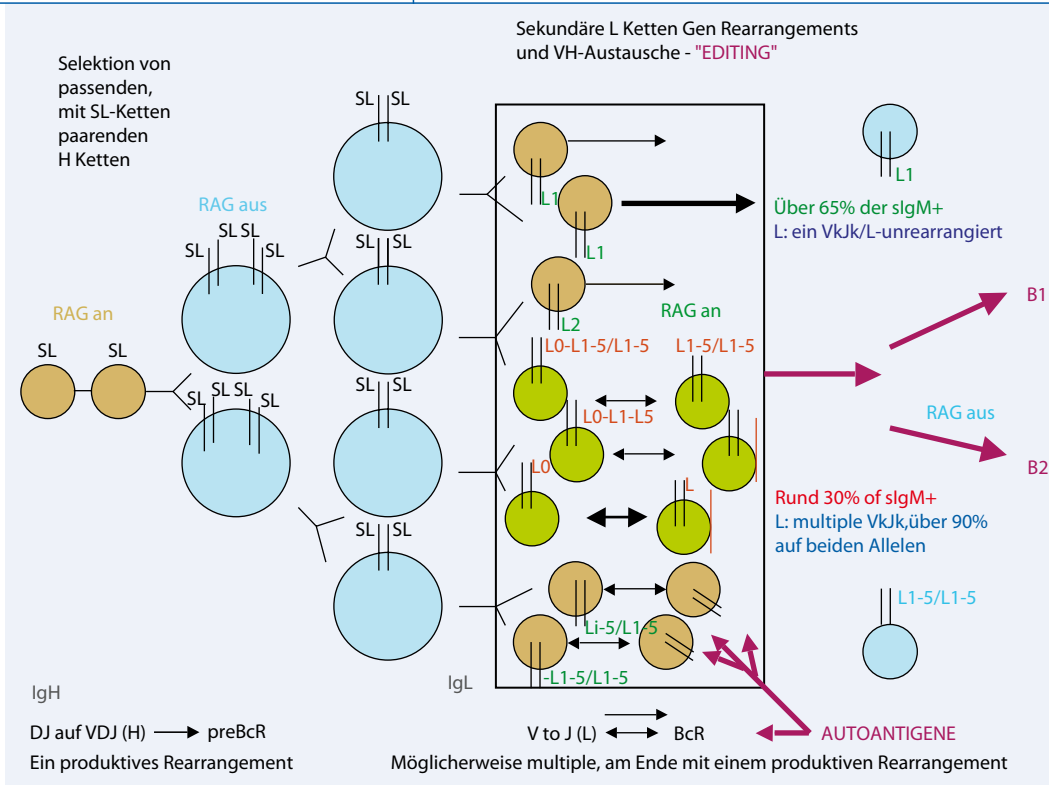 Sekundäre L Ketten Gen Rearrangements
und VH-Austausche - "EDITING"
Selektion von
passenden,
mit SL-Ketten
paarenden
H Ketten
SL SL
RAG aus
SL SL SL SL
SL SL
RAG an
SL SL
SL SL SL SL
SL SL
SL SL
L1
L1
L2
RAG an
L0-L1-5/L1-5
L1-5/L1-5
L0-L1-L5
L0
L
Li-5/L1-5
-L1-5/L1-5
L1
Über 65% der sIgM+
L: ein VkJk/L-unrearrangiert
B1
RAG aus
B2
Rund 30% of sIgM+
L: multiple VkJk,über 90%
auf beiden Allelen
L1-5/L1-5
IgH
IgL
DJ auf VDJ (H) preBcR
V to J (L) BcR
AUTOANTIGENE
Ein produktives Rearrangement
Möglicherweise multiple, am Ende mit einem produktiven Rearrangement